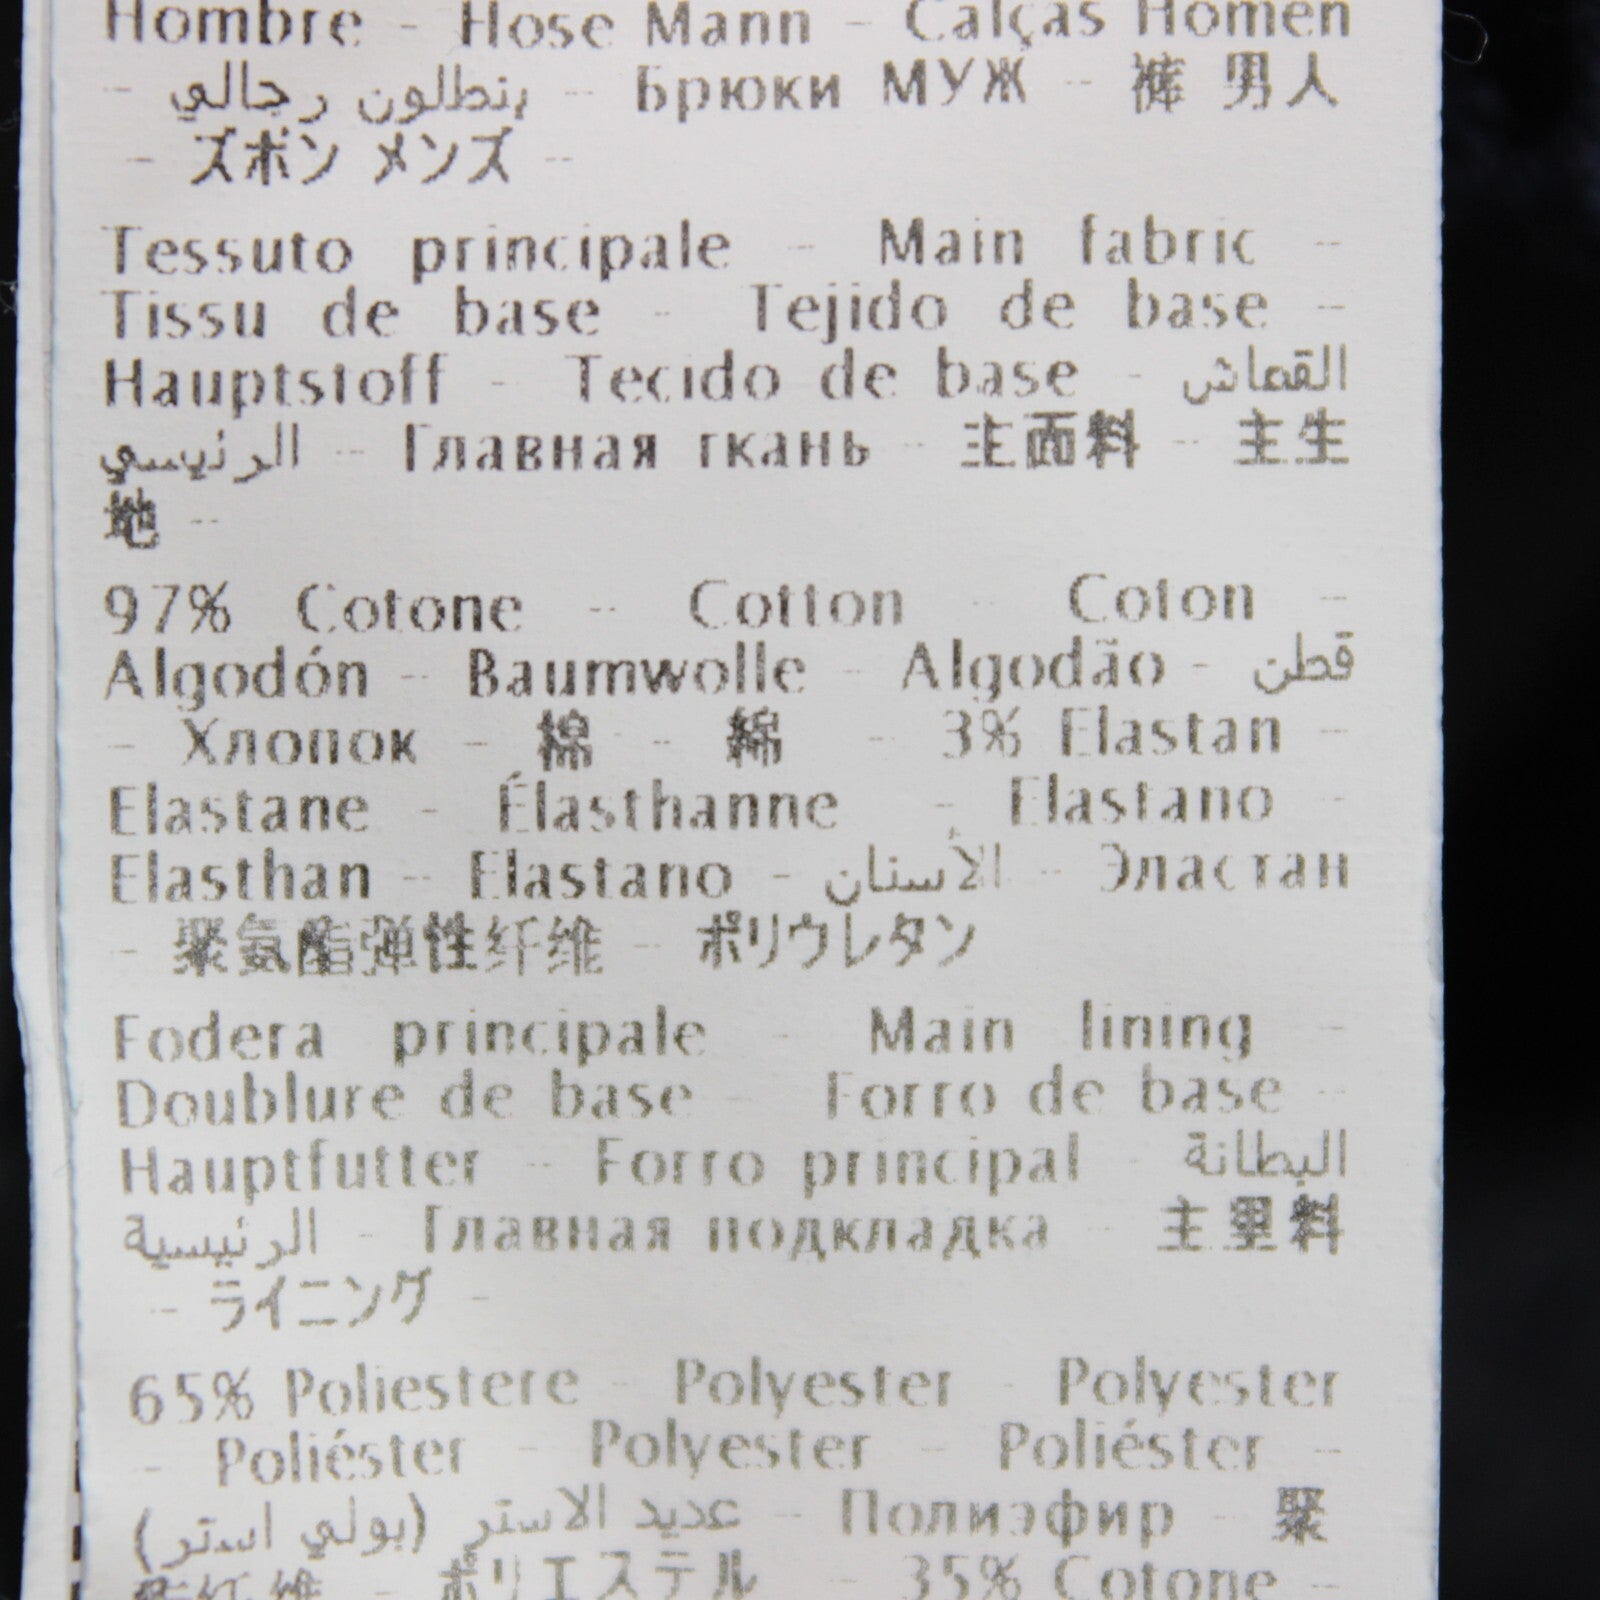 Hombre - Hose Mann - Calças Homen
- بنطلون رجالي - Брюки МУЖ - 裤 男人
- ズボン メンズ -
Tessuto principale - Main fabric -
Tissu de base - Tejido de base -
Hauptstoff - Tecido de base - القماش
الرئيسي - Главная ткань - 主面料 - 主生
地 -
97% Cotone - Cotton - Coton -
Algodón - Baumwolle - Algodão - قطن
- Хлопок - 棉 - 綿 - 3% Elastan -
Elastane - Élasthanne - Elastano -
Elasthan - Elastano - الأستان - Эластан
- 聚氨酯弹性纤维 - ポリウレタン
Fodera principale - Main lining -
Doublure de base - Forro de base -
Hauptfutter - Forro principal - البطانة
الرئيسية - Главная подкладка - 主里料
- ライニング -
65% Poliestere - Polyester - Polyester
- Poliéster - Polyester - Poliéster -
عديد الاستر (بولي استر) - Полиэфир - 聚
酯纤维 - ポリエステル - 35% Cotone -